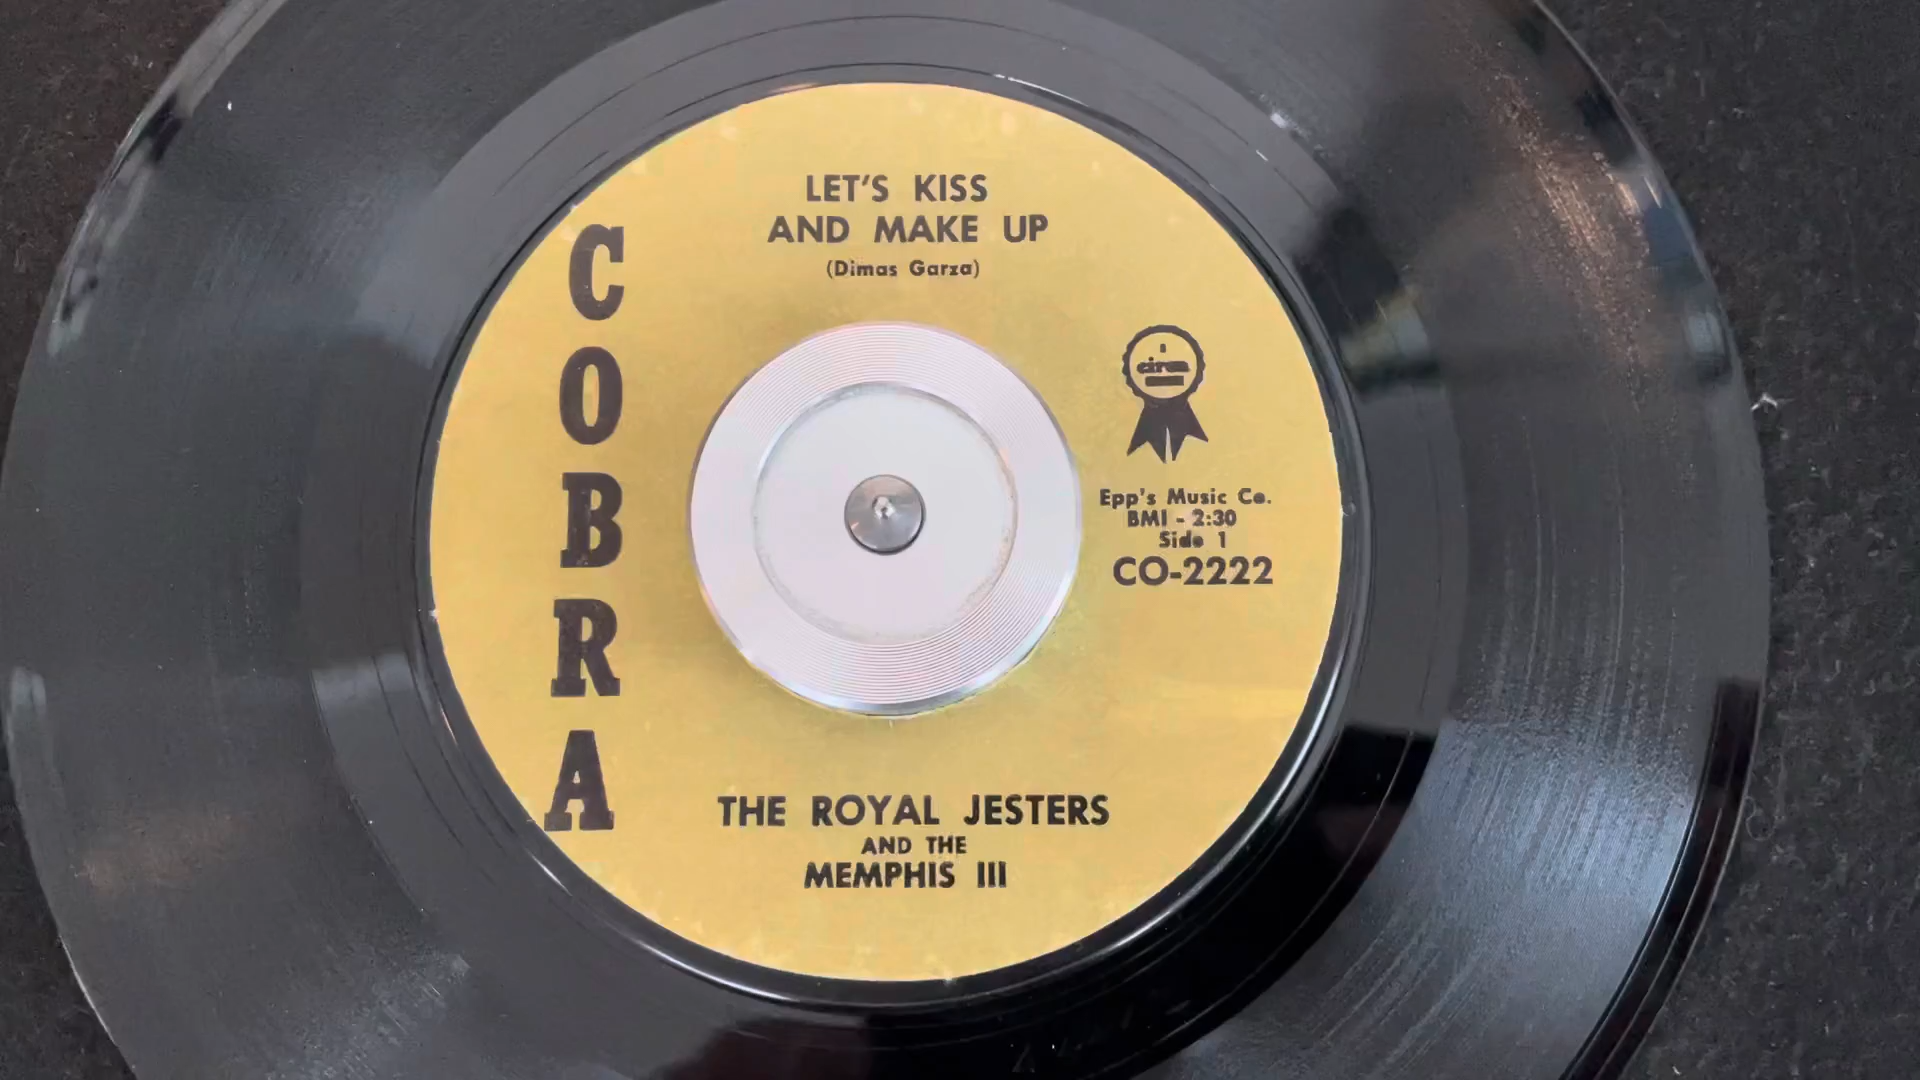 COBRA
LET'S KISS
AND MAKE UP
(Dimas Garza)
Epp's Music Co.
BMI - 2:30
Side 1
CO-2222
THE ROYAL JESTERS
AND THE
MEMPHIS III